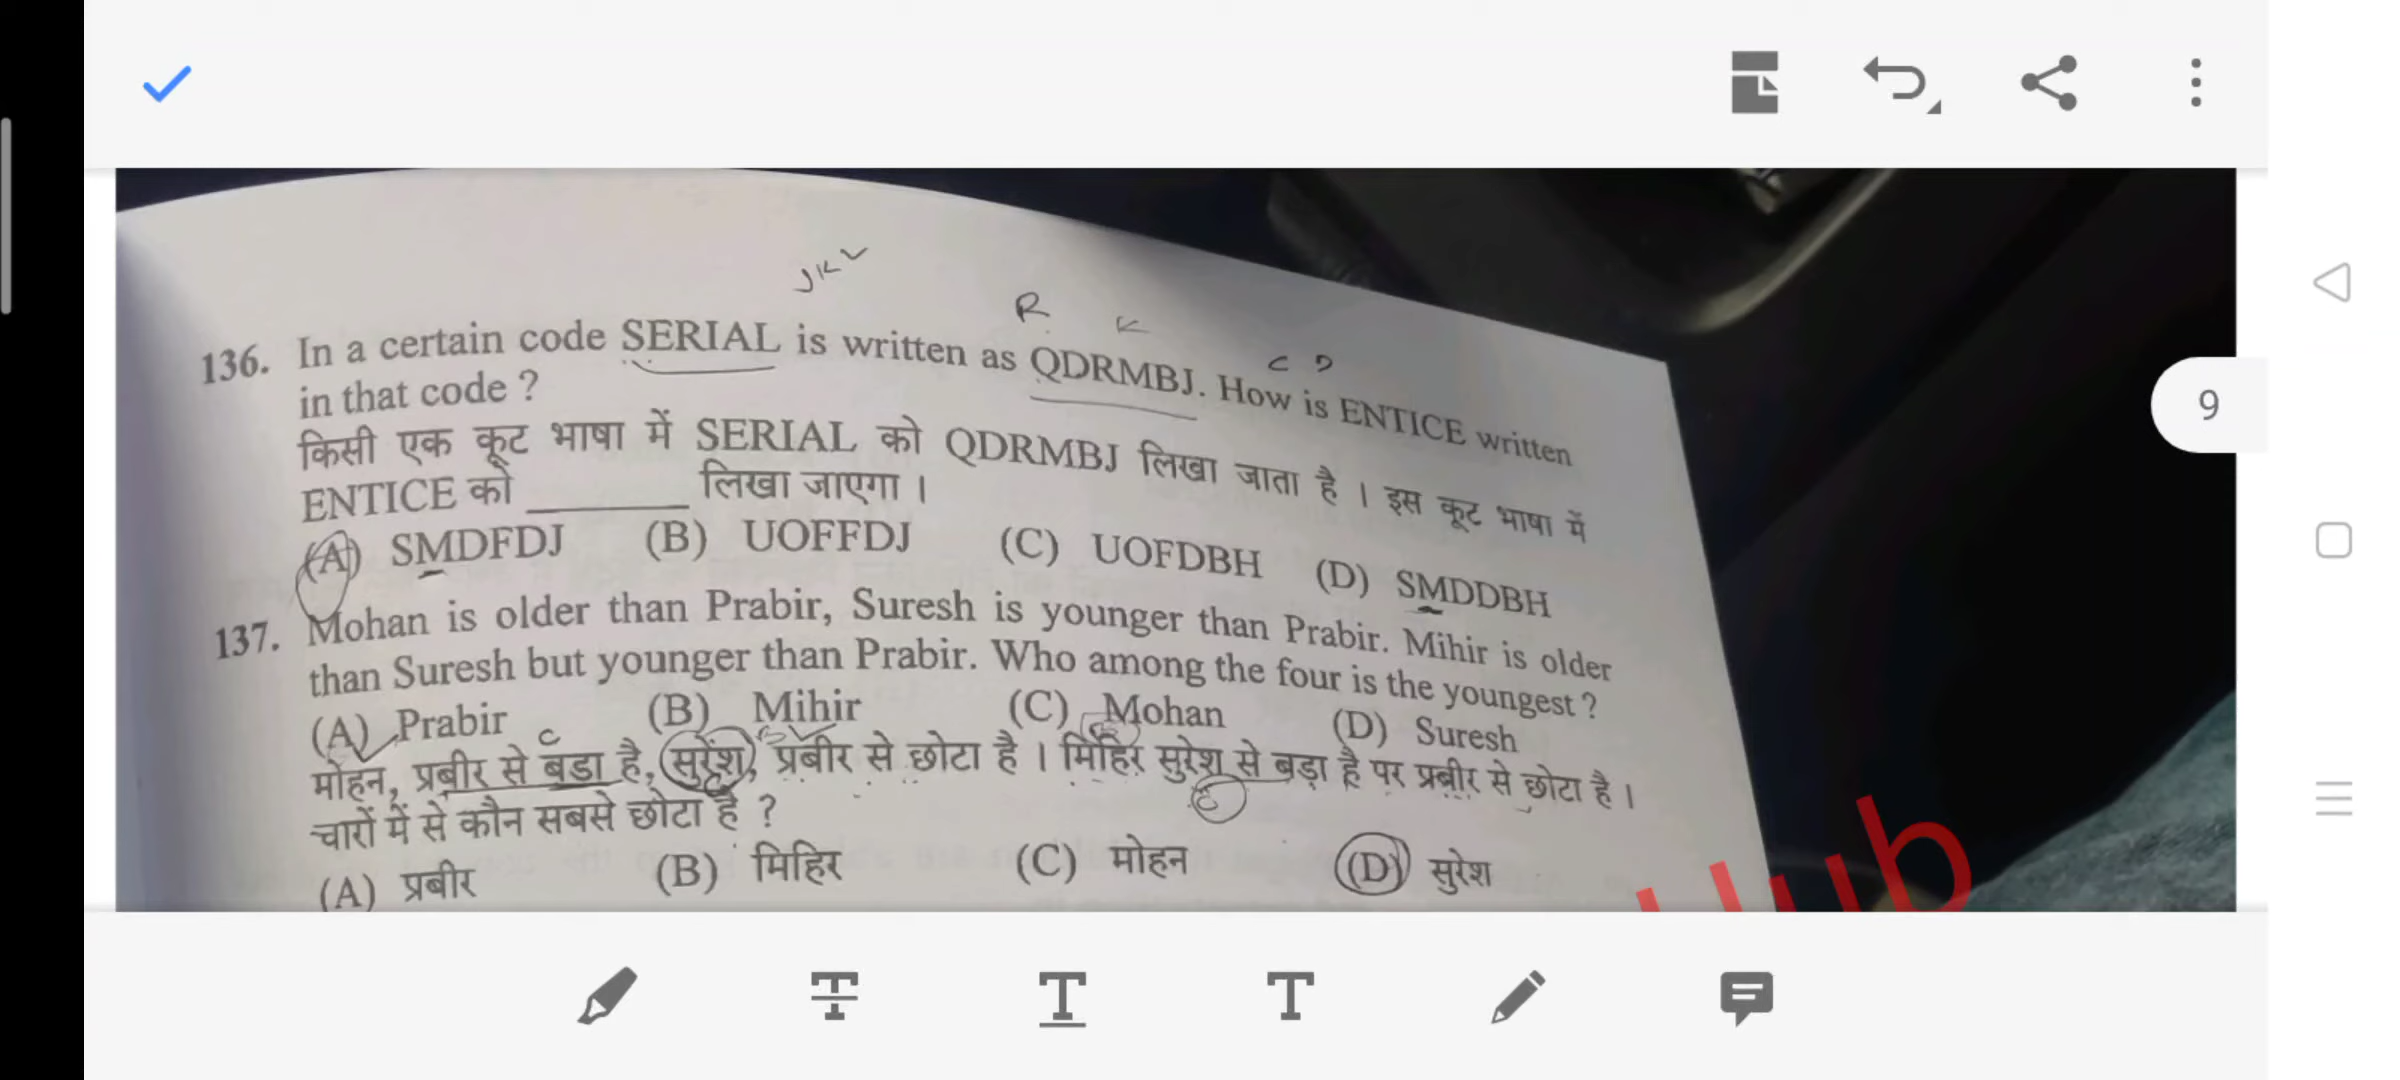 9
J K L
R K
C D
136. In a certain code SERIAL is written as QDRMBJ. How is ENTICE written
in that code ?
किसी एक कूट भाषा में SERIAL को QDRMBJ लिखा जाता है । इस कूट भाषा में
ENTICE को ________ लिखा जाएगा ।
(A) SMDFDJ (B) UOFFDJ (C) UOFDBH (D) SMDDBH
137. Mohan is older than Prabir, Suresh is younger than Prabir. Mihir is older
than Suresh but younger than Prabir. Who among the four is the youngest ?
(A) Prabir (B) Mihir (C) Mohan (D) Suresh
मोहन, प्रबीर से बडा है, सुरेंश, प्रबीर से छोटा है । मिहिर सुरेश से बड़ा है पर प्रबीर से छोटा है ।
चारों में से कौन सबसे छोटा है ?
(A) प्रबीर (B) मिहिर (C) मोहन (D) सुरेश
Hub